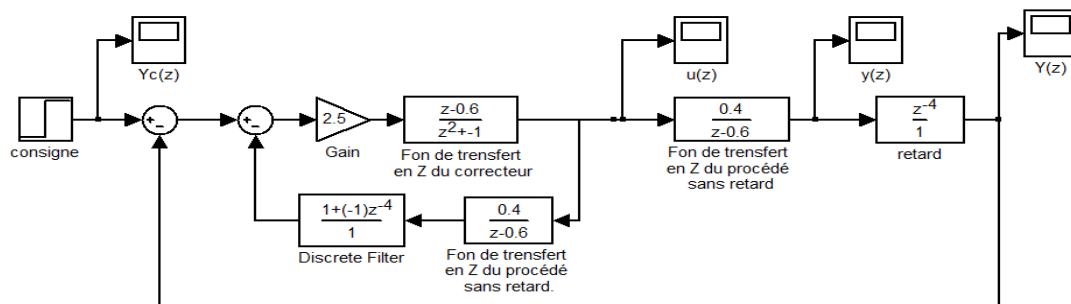 Yc(z)
u(z)
y(z)
Y(z)
consigne
+
-
+
-
2.5
Gain
z-0.6
z²+-1
Fon de trensfert
en Z du correcteur
0.4
z-0.6
Fon de trensfert
en Z du procédé
sans retard
z⁻⁴
1
retard
1+(-1)z⁻⁴
1
Discrete Filter
0.4
z-0.6
Fon de trensfert
en Z du procédé
sans retard.